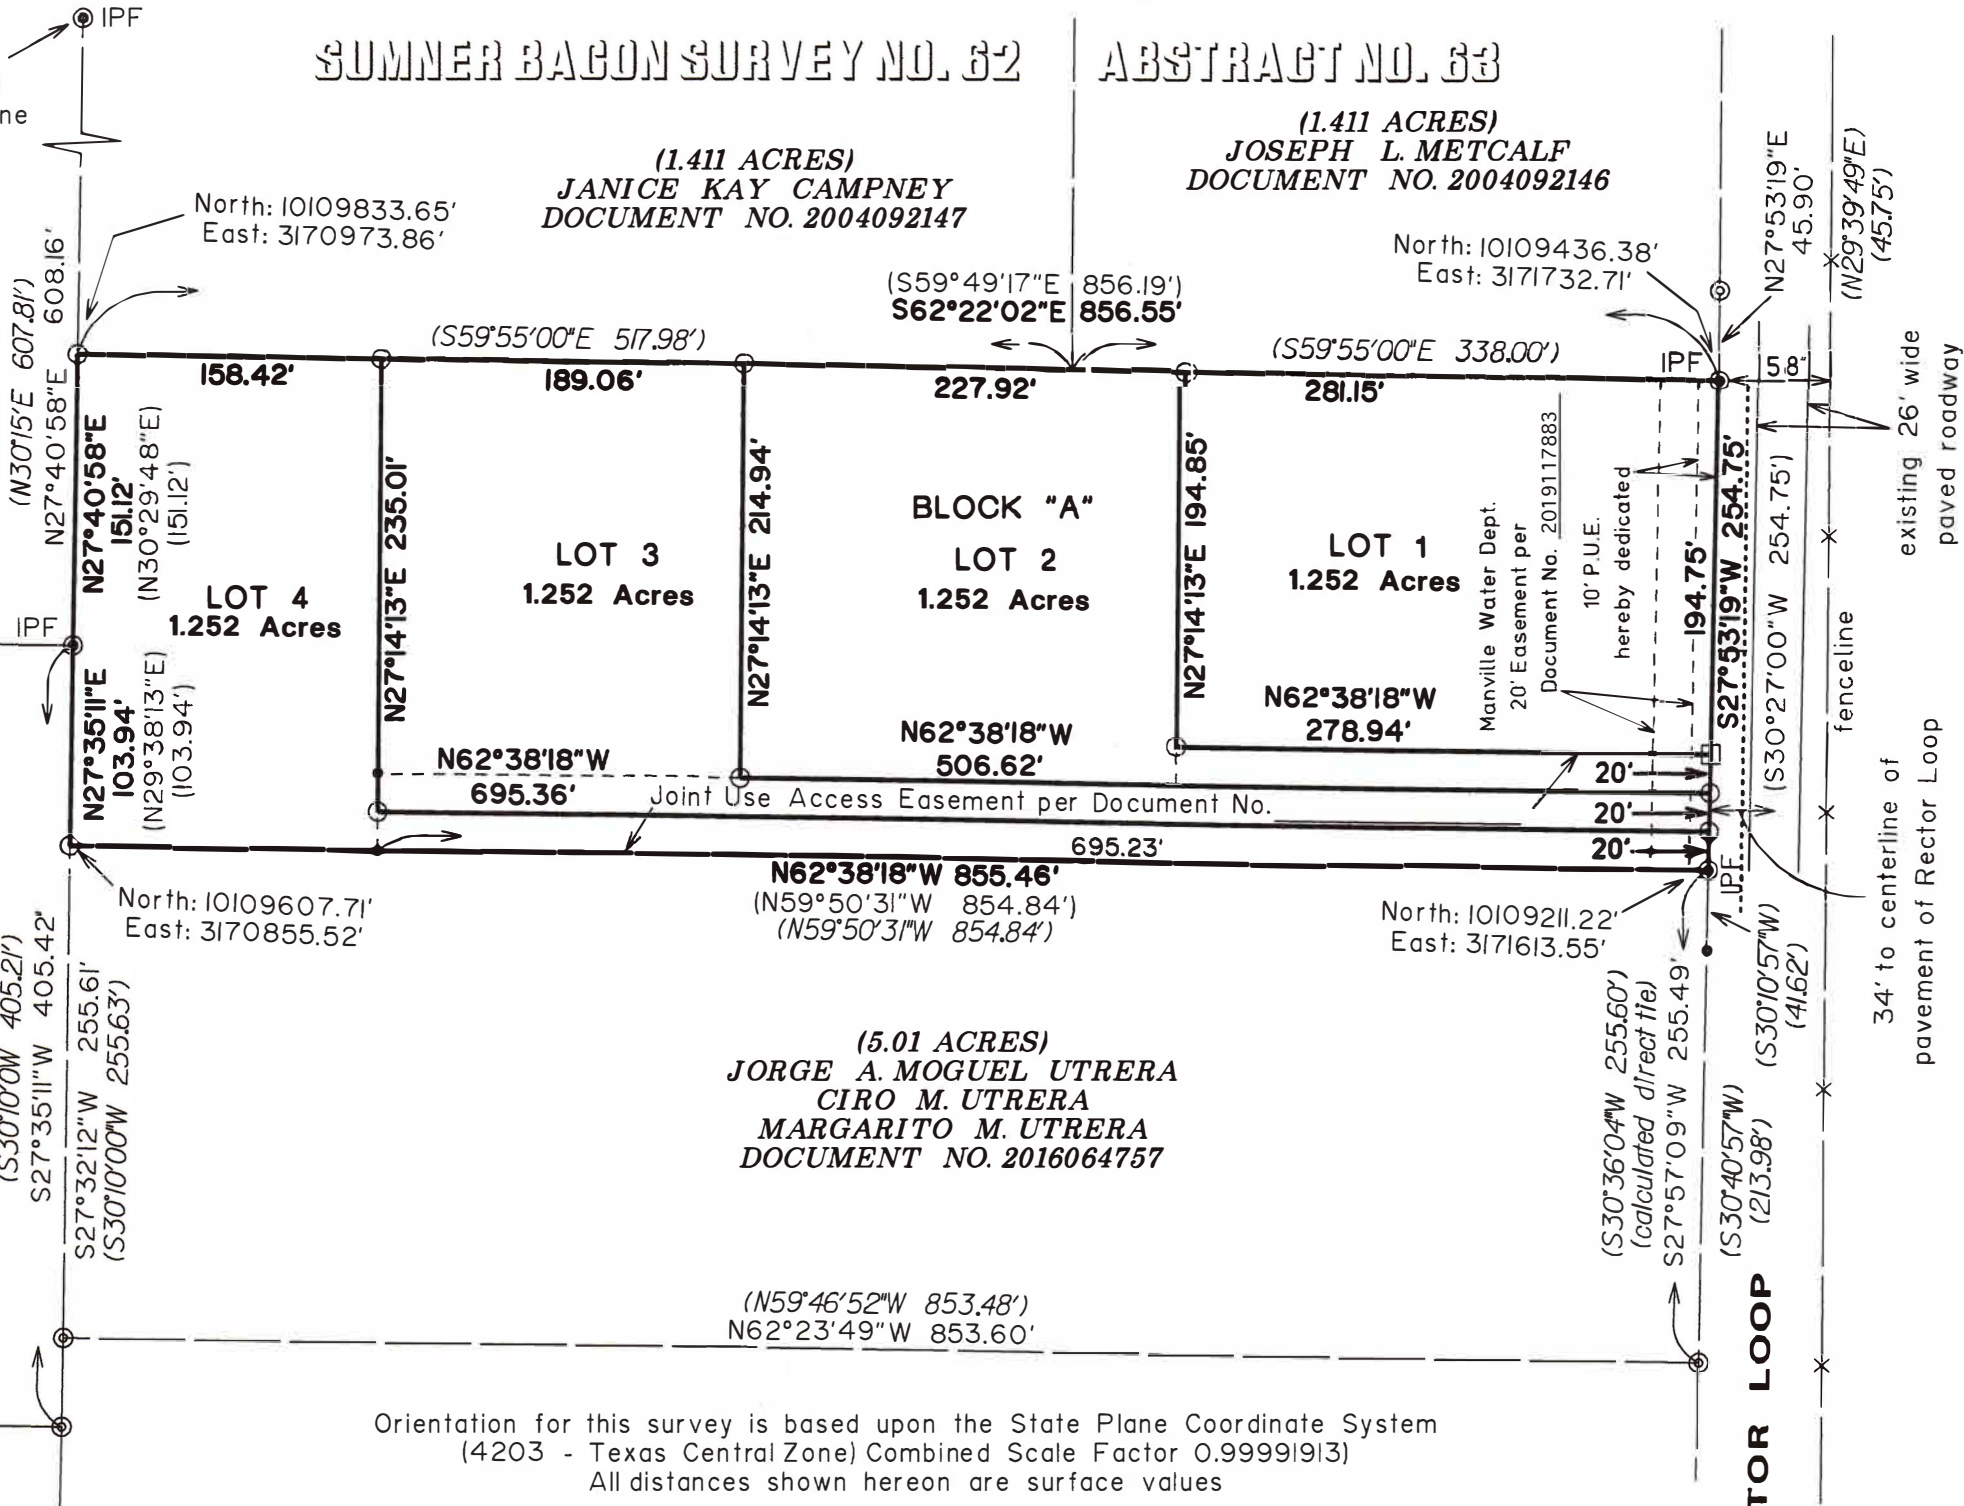 IPF
ne
SUMNER BACON SURVEY NO. 62 ABSTRACT NO. 63
(1.411 ACRES)
JANICE KAY CAMPNEY
DOCUMENT NO. 2004092147
(1.411 ACRES)
JOSEPH L. METCALF
DOCUMENT NO. 2004092146
N27°53'19"E
45.90'
(N29°39'49"E)
(45.75')
North: 10109833.65'
East: 3170973.86'
North: 10109436.38'
East: 3171732.71'
(N30°15'E 607.81')
N27°40'58"E 608.16'
(S59°49'17"E 856.19')
S62°22'02"E 856.55'
(S59°55'00"E 517.98')
(S59°55'00"E 338.00')
IPF
58'
158.42'
189.06'
227.92'
281.15'
existing 26' wide
paved roadway
N27°40'58"E
151.12'
(N30°29'48"E)
(151.12')
N27°14'13"E 235.01'
N27°14'13"E 214.94'
N27°14'13"E 194.85'
BLOCK "A"
LOT 4
1.252 Acres
LOT 3
1.252 Acres
LOT 2
1.252 Acres
LOT 1
1.252 Acres
Manville Water Dept.
20' Easement per
Document No. 2019117883
10' P.U.E.
hereby dedicated
194.75'
S27°53'19"W 254.75'
(S30°27'00"W 254.75')
fenceline
IPF
N27°35'11"E
103.94'
(N29°38'13"E)
(103.94')
N62°38'18"W
278.94'
N62°38'18"W
506.62'
N62°38'18"W
695.36'
20'
20'
20'
Joint Use Access Easement per Document No.
695.23'
N62°38'18"W 855.46'
(N59°50'31"W 854.84')
(N59°50'31"W 854.84')
IPF
34' to centerline of
pavement of Rector Loop
North: 10109607.71'
East: 3170855.52'
North: 10109211.22'
East: 3171613.55'
(S30°10'0W 405.21')
S27°35'11"W 405.42'
S27°32'12"W 255.61'
(S30°10'00"W 255.63')
(5.01 ACRES)
JORGE A. MOGUEL UTRERA
CIRO M. UTRERA
MARGARITO M. UTRERA
DOCUMENT NO. 2016064757
(S30°36'04"W 255.60')
(calculated direct tie)
S27°57'09"W 255.49'
(S30°10'57"W)
(41.62')
(S30°40'57"W)
(213.98')
(N59°46'52"W 853.48')
N62°23'49"W 853.60'
TOR LOOP
Orientation for this survey is based upon the State Plane Coordinate System
(4203 - Texas Central Zone) Combined Scale Factor 0.99991913)
All distances shown hereon are surface values